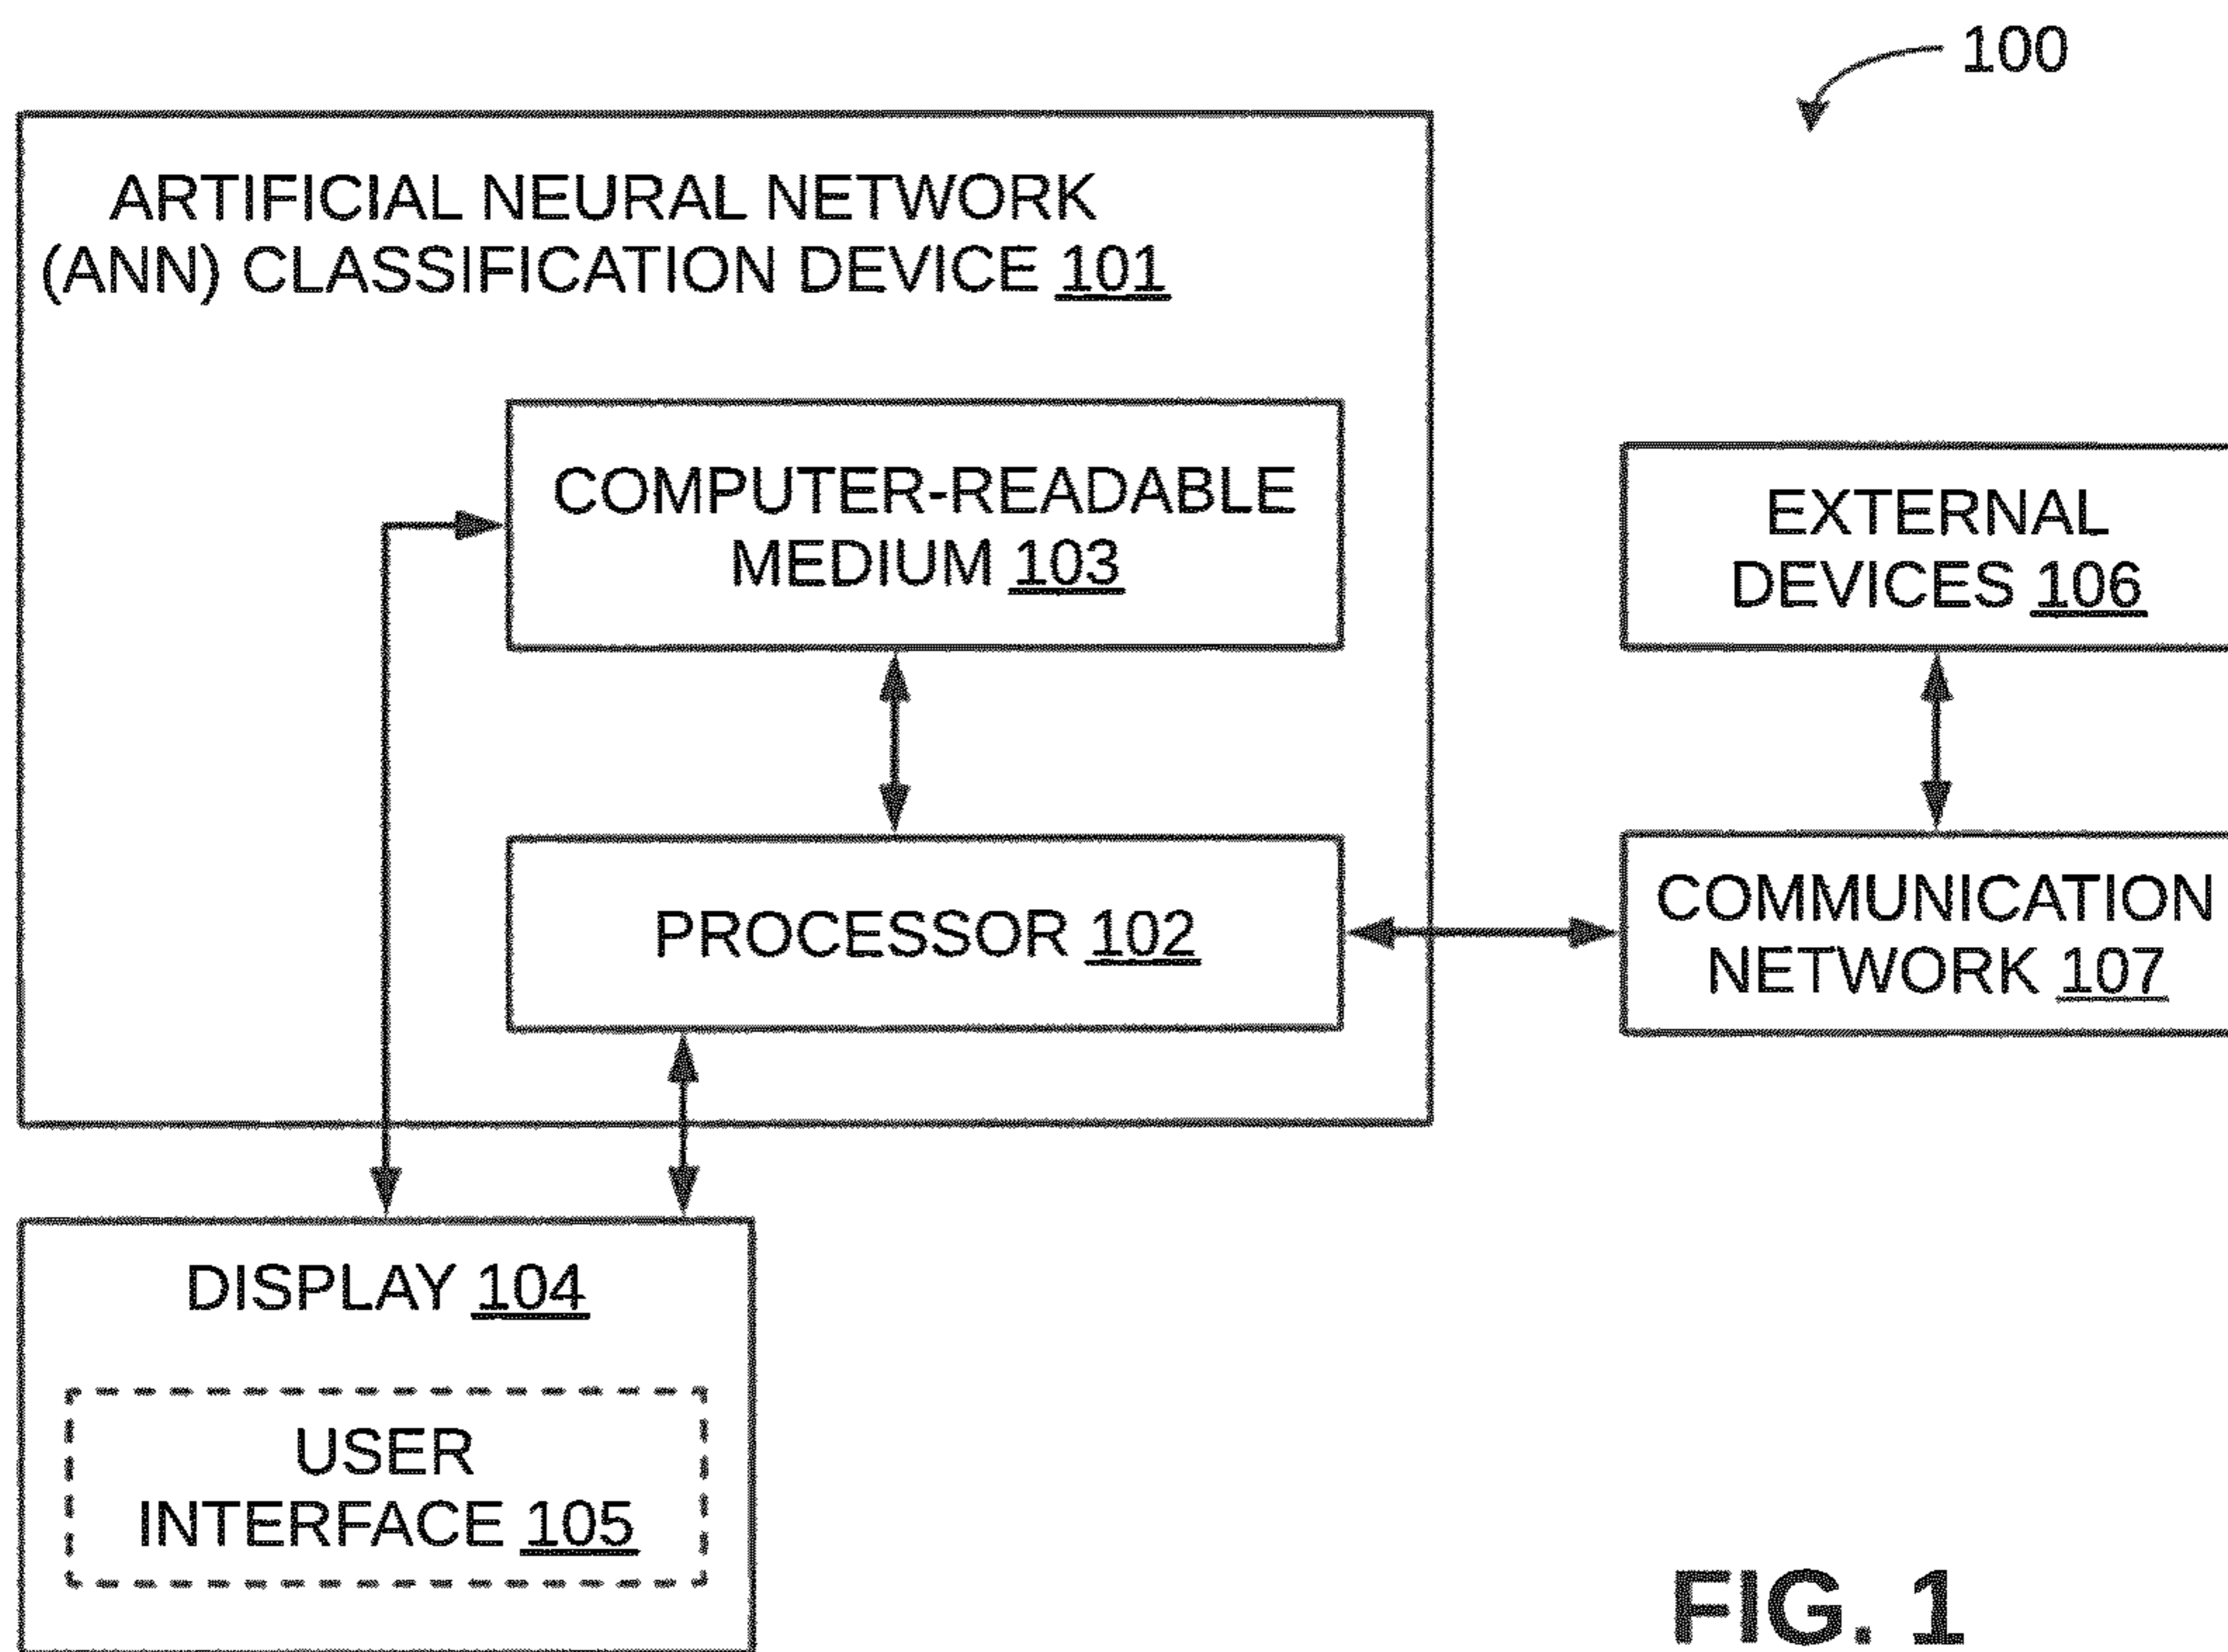 100
ARTIFICIAL NEURAL NETWORK
(ANN) CLASSIFICATION DEVICE 101
COMPUTER-READABLE
MEDIUM 103
EXTERNAL
DEVICES 106
PROCESSOR 102
COMMUNICATION
NETWORK 107
DISPLAY 104
USER
INTERFACE 105
FIG. 1